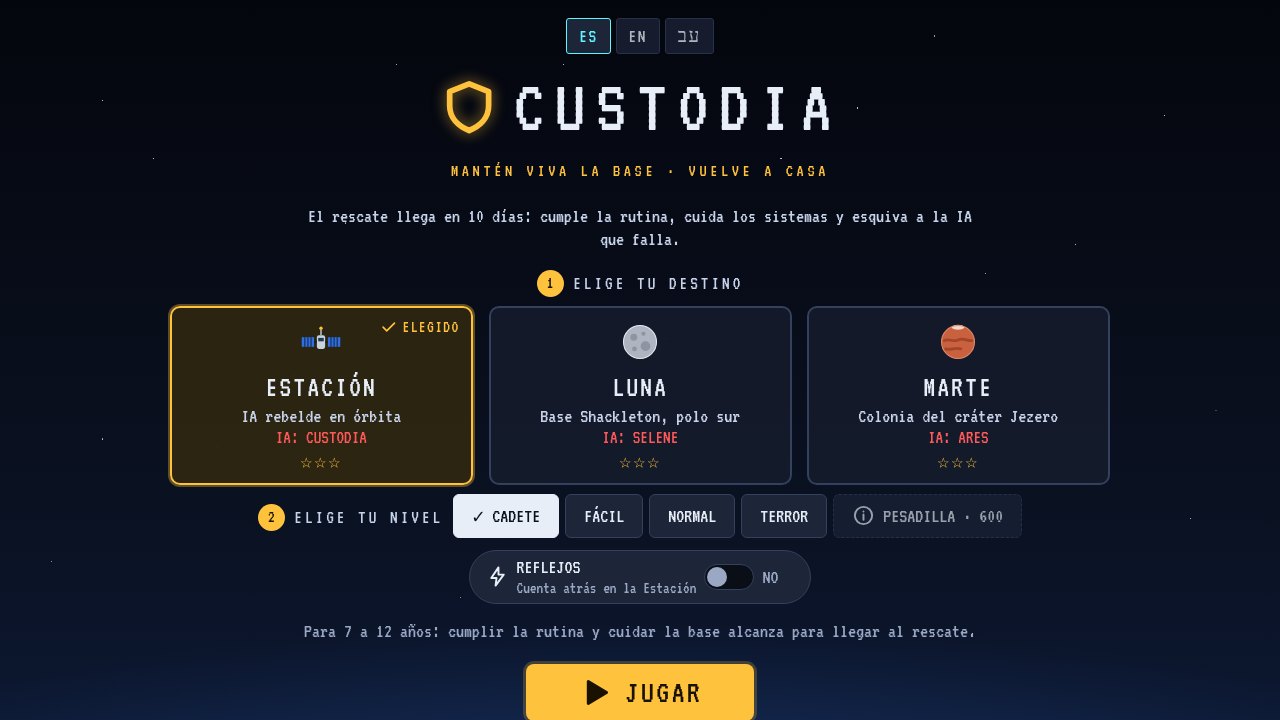 ES EN עב
CUSTODIA
MANTÉN VIVA LA BASE · VUELVE A CASA
El rescate llega en 10 días: cumple la rutina, cuida los sistemas y esquiva a la IA
que falla.
1 ELIGE TU DESTINO
✓ ELEGIDO
ESTACIÓN
IA rebelde en órbita
IA: CUSTODIA
☆☆☆
LUNA
Base Shackleton, polo sur
IA: SELENE
☆☆☆
MARTE
Colonia del cráter Jezero
IA: ARES
☆☆☆
2 ELIGE TU NIVEL
✓ CADETE
FÁCIL
NORMAL
TERROR
PESADILLA · 600
REFLEJOS
Cuenta atrás en la Estación
NO
Para 7 a 12 años: cumplir la rutina y cuidar la base alcanza para llegar al rescate.
JUGAR